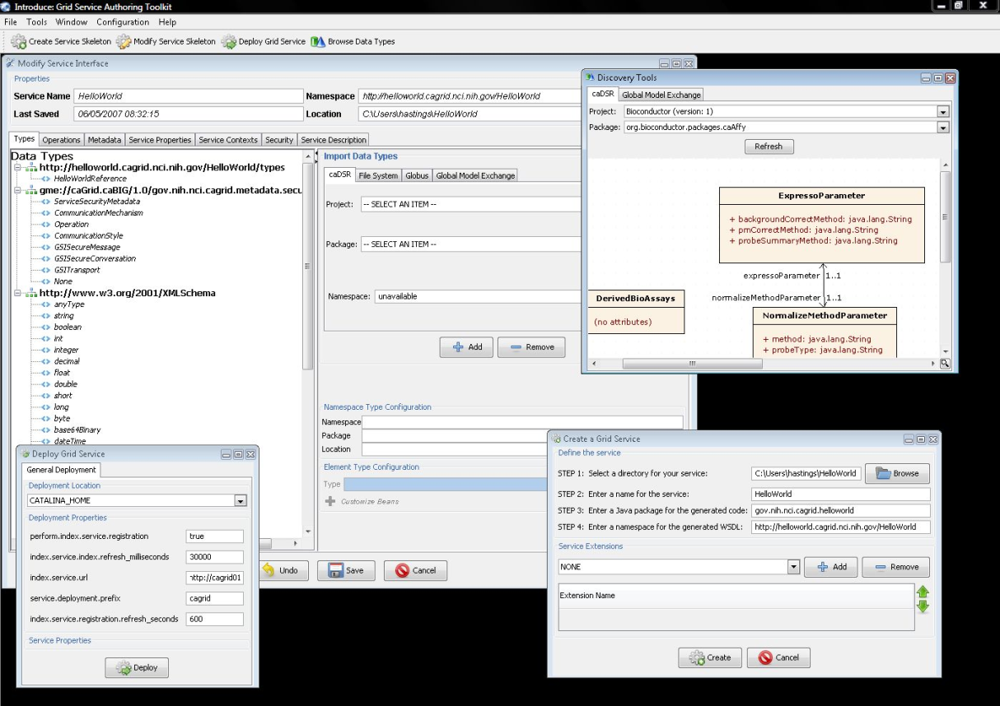 Introduce: Grid Service Authoring Toolkit
File Tools Window Configuration Help
Create Service Skeleton Modify Service Skeleton Deploy Grid Service Browse Data Types
Modify Service Interface
Properties
Service Name HelloWorld Namespace http://helloworld.cagrid.nci.nih.gov/HelloWorld
Last Saved 06/05/2007 08:32:15 Location C:\Users\hastings\HelloWorld
Types Operations Metadata Service Properties Service Contexts Security Service Description
Data Types
http://helloworld.cagrid.nci.nih.gov/HelloWorld/types
HelloWorldReference
gme://caGrid.caBIG/1.0/gov.nih.nci.cagrid.metadata.secu
ServiceSecurityMetadata
CommunicationMechanism
Operation
CommunicationStyle
GSISecureMessage
GSISecureConversation
GSITransport
None
http://www.w3.org/2001/XMLSchema
anyType
string
boolean
int
integer
decimal
float
double
short
long
byte
base64Binary
dateTime
Import Data Types
caDSR File System Globus Global Model Exchange
Project: -- SELECT AN ITEM --
Package: -- SELECT AN ITEM --
Namespace: unavailable
Add Remove
Namespace Type Configuration
Namespace
Package
Location
Element Type Configuration
Type
Customize Beans
Undo Save Cancel
Discovery Tools
caDSR Global Model Exchange
Project: Bioconductor (version: 1)
Package: org.bioconductor.packages.caAffy
Refresh
ExpressoParameter
+ backgroundCorrectMethod: java.lang.String
+ pmCorrectMethod: java.lang.String
+ probeSummaryMethod: java.lang.String
expressoParameter 1..1
normalizeMethodParameter 1..1
DerivedBioAssays
(no attributes)
NormalizeMethodParameter
+ method: java.lang.String
+ probeType: java.lang.String
Deploy Grid Service
General Deployment
Deployment Location
CATALINA_HOME
Deployment Properties
perform.index.service.registration true
index.service.index.refresh_milliseconds 30000
index.service.url http://cagrid01
service.deployment.prefix cagrid
index.service.registration.refresh_seconds 600
Service Properties
Deploy
Create a Grid Service
Define the service
STEP 1: Select a directory for your service: C:\Users\hastings\HelloWorld Browse
STEP 2: Enter a name for the service: HelloWorld
STEP 3: Enter a Java package for the generated code: gov.nih.nci.cagrid.helloworld
STEP 4: Enter a namespace for the generated WSDL: http://helloworld.cagrid.nci.nih.gov/HelloWorld
Service Extensions
NONE Add Remove
Extension Name
Create Cancel